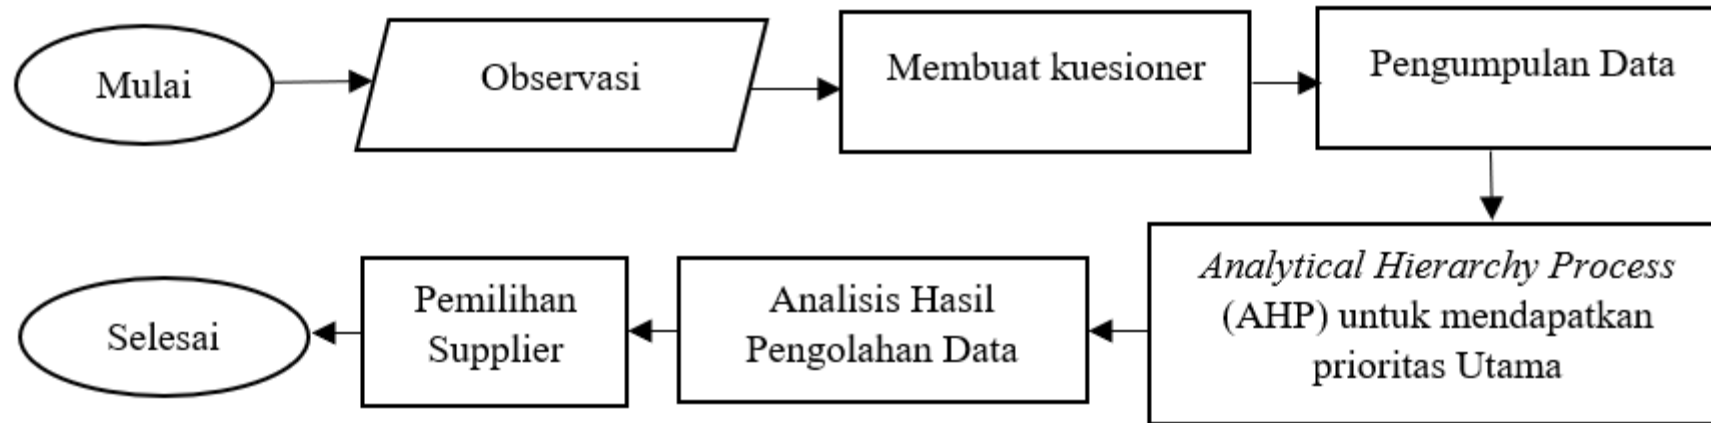 Mulai
Observasi
Membuat kuesioner
Pengumpulan Data
Analytical Hierarchy Process
(AHP) untuk mendapatkan
prioritas Utama
Analisis Hasil
Pengolahan Data
Pemilihan
Supplier
Selesai